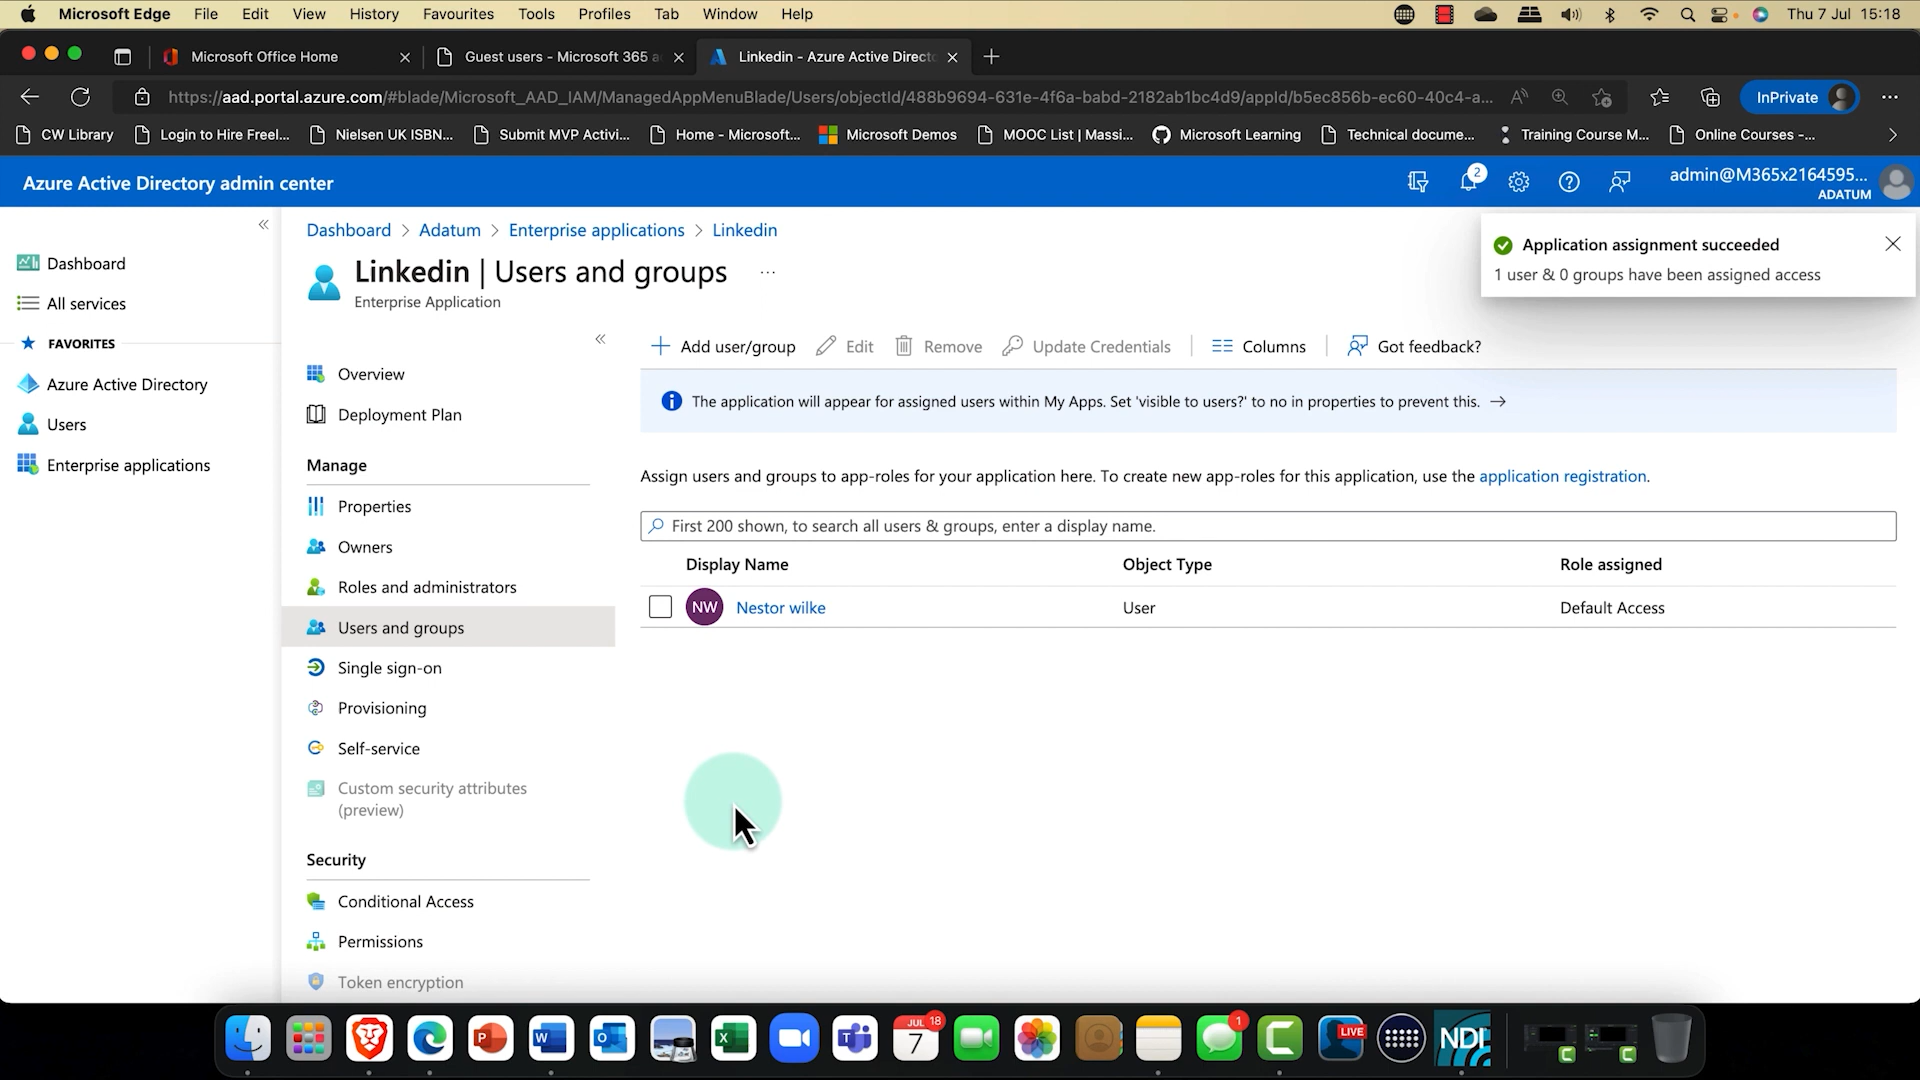 Microsoft Edge File Edit View History Favourites Tools Profiles Tab Window Help Thu 7 Jul 15:18
Microsoft Office Home Guest users - Microsoft 365 a Linkedin - Azure Active Direct
https://aad.portal.azure.com/#blade/Microsoft_AAD_IAM/ManagedAppMenuBlade/Users/objectId/488b9694-631e-4f6a-babd-2182ab1bc4d9/appId/b5ec856b-ec60-40c4-a... InPrivate
CW Library Login to Hire Freel... Nielsen UK ISBN... Submit MVP Activi... Home - Microsoft... Microsoft Demos MOOC List | Massi... Microsoft Learning Technical docume... Training Course M... Online Courses -...
Azure Active Directory admin center 2 admin@M365x2164595...
ADATUM
Dashboard > Adatum > Enterprise applications > Linkedin
Linkedin | Users and groups ...
Enterprise Application
Application assignment succeeded
1 user & 0 groups have been assigned access
Dashboard
All services
FAVORITES
Azure Active Directory
Users
Enterprise applications
Overview
Deployment Plan
Manage
Properties
Owners
Roles and administrators
Users and groups
Single sign-on
Provisioning
Self-service
Custom security attributes
(preview)
Security
Conditional Access
Permissions
Token encryption
Add user/group Edit Remove Update Credentials Columns Got feedback?
The application will appear for assigned users within My Apps. Set 'visible to users?' to no in properties to prevent this. →
Assign users and groups to app-roles for your application here. To create new app-roles for this application, use the application registration.
First 200 shown, to search all users & groups, enter a display name.
Display Name Object Type Role assigned
NW Nestor wilke User Default Access
JUL 18
7
1
LIVE
NDI